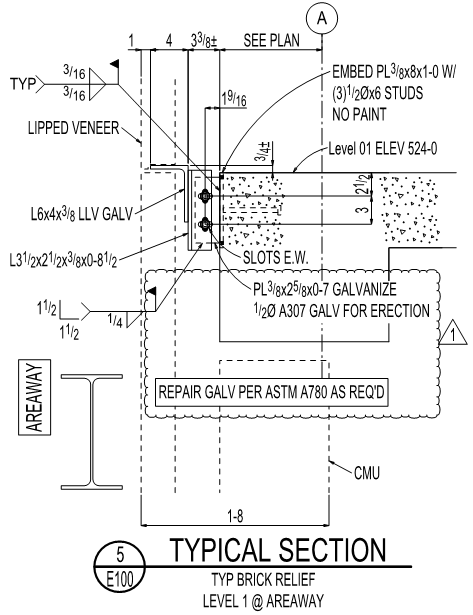 A
1
4
3 3/8±
SEE PLAN
3/16
TYP
3/16
1 9/16
EMBED PL3/8x8x1-0 W/
(3)1/2Øx6 STUDS
NO PAINT
LIPPED VENEER
3/4±
Level 01 ELEV 524-0
2 1/2
3
L6x4x3/8 LLV GALV
L3 1/2x2 1/2x3/8x0-8 1/2
SLOTS E.W.
PL3/8x2 5/8x0-7 GALVANIZE
1/2Ø A307 GALV FOR ERECTION
1 1/2
1 1/2
1/4
1
AREAWAY
REPAIR GALV PER ASTM A780 AS REQ'D
CMU
1-8
5
E100
TYPICAL SECTION
TYP BRICK RELIEF
LEVEL 1 @ AREAWAY